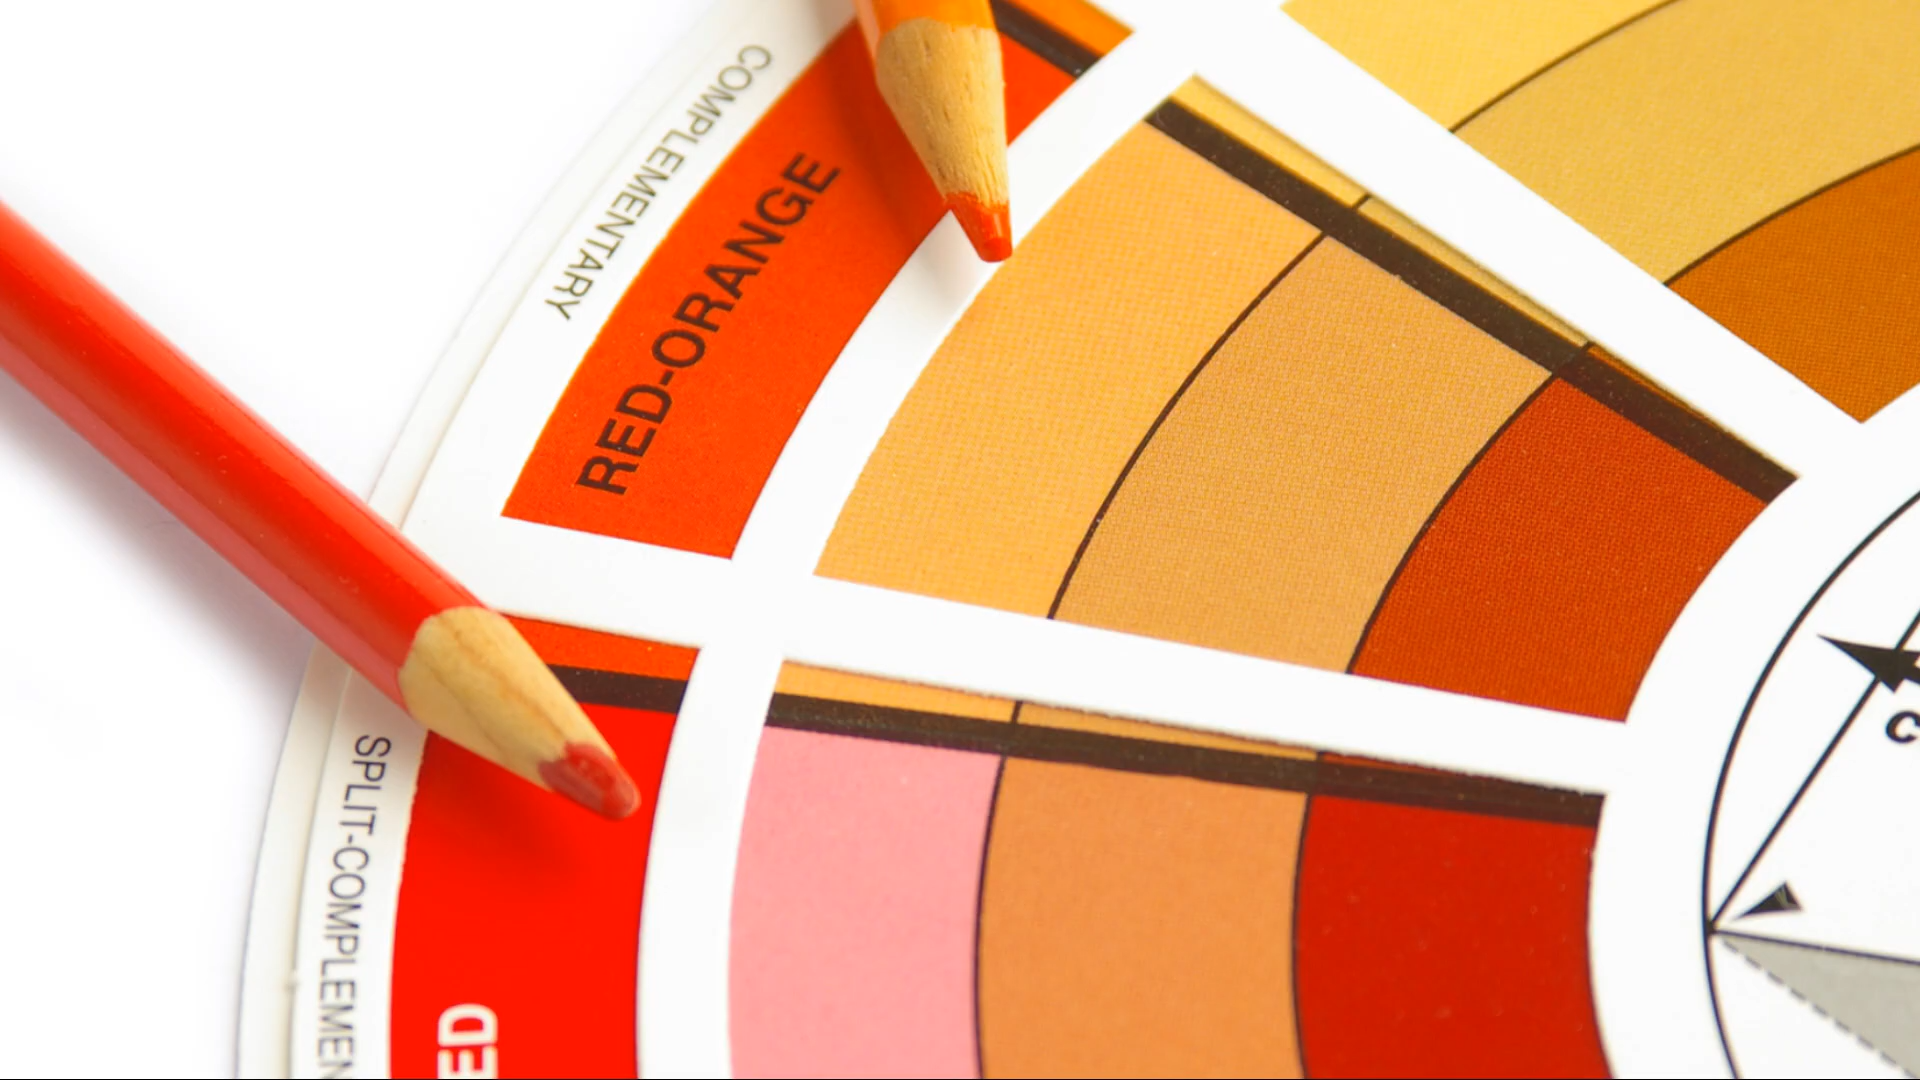 COMPLEMENTARY
RED-ORANGE
SPLIT-COMPLEMEN
ED
C